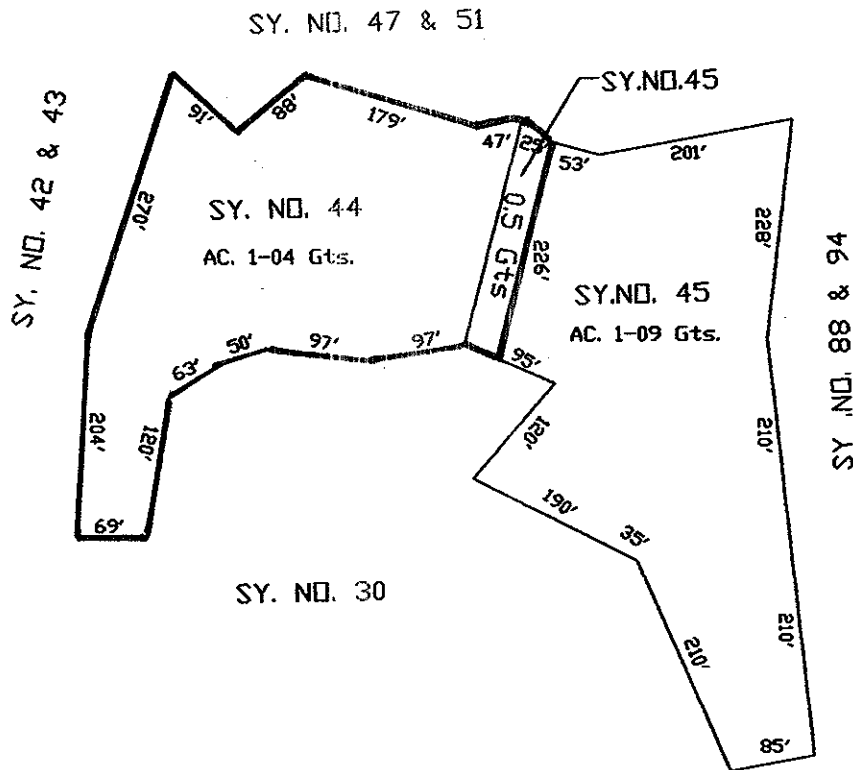 SY. NO. 47 & 51
SY.NO.45
SY. NO. 42 & 43
91'
88'
179'
47'
25'
53'
201'
270'
SY. NO. 44
AC. 1-04 Gts.
0.5 Gts
226'
228'
SY.NO. 45
AC. 1-09 Gts.
SY NO. 88 & 94
63'
50'
97'
97'
95'
204'
120'
120'
210'
69'
190'
35'
SY. NO. 30
210'
210'
85'